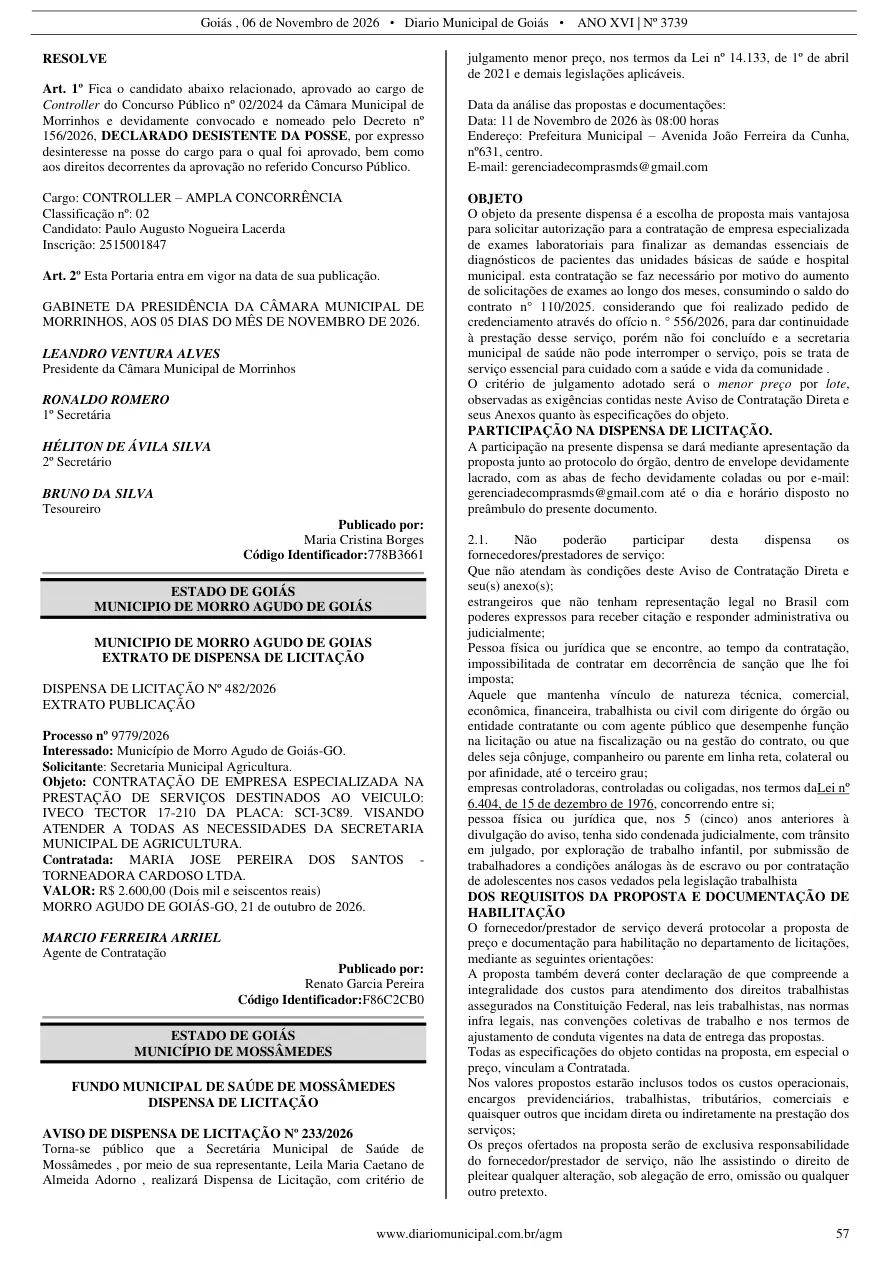 Goiás , 06 de Novembro de 2026 • Diario Municipal de Goiás • ANO XVI | Nº 3739
RESOLVE
Art. 1º Fica o candidato abaixo relacionado, aprovado ao cargo de
Controller do Concurso Público nº 02/2024 da Câmara Municipal de
Morrinhos e devidamente convocado e nomeado pelo Decreto nº
156/2026, DECLARADO DESISTENTE DA POSSE, por expresso
desinteresse na posse do cargo para o qual foi aprovado, bem como
aos direitos decorrentes da aprovação no referido Concurso Público.
Cargo: CONTROLLER – AMPLA CONCORRÊNCIA
Classificação nº: 02
Candidato: Paulo Augusto Nogueira Lacerda
Inscrição: 2515001847
Art. 2º Esta Portaria entra em vigor na data de sua publicação.
GABINETE DA PRESIDÊNCIA DA CÂMARA MUNICIPAL DE
MORRINHOS, AOS 05 DIAS DO MÊS DE NOVEMBRO DE 2026.
LEANDRO VENTURA ALVES
Presidente da Câmara Municipal de Morrinhos
RONALDO ROMERO
1º Secretária
HÉLITON DE ÁVILA SILVA
2º Secretário
BRUNO DA SILVA
Tesoureiro
Publicado por:
Maria Cristina Borges
Código Identificador:778B3661
ESTADO DE GOIÁS
MUNICIPIO DE MORRO AGUDO DE GOIÁS
MUNICIPIO DE MORRO AGUDO DE GOIAS
EXTRATO DE DISPENSA DE LICITAÇÃO
DISPENSA DE LICITAÇÃO Nº 482/2026
EXTRATO PUBLICAÇÃO
Processo nº 9779/2026
Interessado: Município de Morro Agudo de Goiás-GO.
Solicitante: Secretaria Municipal Agricultura.
Objeto: CONTRATAÇÃO DE EMPRESA ESPECIALIZADA NA
PRESTAÇÃO DE SERVIÇOS DESTINADOS AO VEICULO:
IVECO TECTOR 17-210 DA PLACA: SCI-3C89. VISANDO
ATENDER A TODAS AS NECESSIDADES DA SECRETARIA
MUNICIPAL DE AGRICULTURA.
Contratada: MARIA JOSE PEREIRA DOS SANTOS -
TORNEADORA CARDOSO LTDA.
VALOR: R$ 2.600,00 (Dois mil e seiscentos reais)
MORRO AGUDO DE GOIÁS-GO, 21 de outubro de 2026.
MARCIO FERREIRA ARRIEL
Agente de Contratação
Publicado por:
Renato Garcia Pereira
Código Identificador:F86C2CB0
ESTADO DE GOIÁS
MUNICÍPIO DE MOSSÂMEDES
FUNDO MUNICIPAL DE SAÚDE DE MOSSÂMEDES
DISPENSA DE LICITAÇÃO
AVISO DE DISPENSA DE LICITAÇÃO Nº 233/2026
Torna-se público que a Secretária Municipal de Saúde de
Mossâmedes , por meio de sua representante, Leila Maria Caetano de
Almeida Adorno , realizará Dispensa de Licitação, com critério de
julgamento menor preço, nos termos da Lei nº 14.133, de 1º de abril
de 2021 e demais legislações aplicáveis.
Data da análise das propostas e documentações:
Data: 11 de Novembro de 2026 às 08:00 horas
Endereço: Prefeitura Municipal – Avenida João Ferreira da Cunha,
nº631, centro.
E-mail: gerenciadecomprasmds@gmail.com
OBJETO
O objeto da presente dispensa é a escolha de proposta mais vantajosa
para solicitar autorização para a contratação de empresa especializada
de exames laboratoriais para finalizar as demandas essenciais de
diagnósticos de pacientes das unidades básicas de saúde e hospital
municipal. esta contratação se faz necessário por motivo do aumento
de solicitações de exames ao longo dos meses, consumindo o saldo do
contrato n° 110/2025. considerando que foi realizado pedido de
credenciamento através do ofício n. ° 556/2026, para dar continuidade
à prestação desse serviço, porém não foi concluído e a secretaria
municipal de saúde não pode interromper o serviço, pois se trata de
serviço essencial para cuidado com a saúde e vida da comunidade .
O critério de julgamento adotado será o menor preço por lote,
observadas as exigências contidas neste Aviso de Contratação Direta e
seus Anexos quanto às especificações do objeto.
PARTICIPAÇÃO NA DISPENSA DE LICITAÇÃO.
A participação na presente dispensa se dará mediante apresentação da
proposta junto ao protocolo do órgão, dentro de envelope devidamente
lacrado, com as abas de fecho devidamente coladas ou por e-mail:
gerenciadecomprasmds@gmail.com até o dia e horário disposto no
preâmbulo do presente documento.
2.1. Não poderão participar desta dispensa os
fornecedores/prestadores de serviço:
Que não atendam às condições deste Aviso de Contratação Direta e
seu(s) anexo(s);
estrangeiros que não tenham representação legal no Brasil com
poderes expressos para receber citação e responder administrativa ou
judicialmente;
Pessoa física ou jurídica que se encontre, ao tempo da contratação,
impossibilitada de contratar em decorrência de sanção que lhe foi
imposta;
Aquele que mantenha vínculo de natureza técnica, comercial,
econômica, financeira, trabalhista ou civil com dirigente do órgão ou
entidade contratante ou com agente público que desempenhe função
na licitação ou atue na fiscalização ou na gestão do contrato, ou que
deles seja cônjuge, companheiro ou parente em linha reta, colateral ou
por afinidade, até o terceiro grau;
empresas controladoras, controladas ou coligadas, nos termos daLei nº
6.404, de 15 de dezembro de 1976, concorrendo entre si;
pessoa física ou jurídica que, nos 5 (cinco) anos anteriores à
divulgação do aviso, tenha sido condenada judicialmente, com trânsito
em julgado, por exploração de trabalho infantil, por submissão de
trabalhadores a condições análogas às de escravo ou por contratação
de adolescentes nos casos vedados pela legislação trabalhista
DOS REQUISITOS DA PROPOSTA E DOCUMENTAÇÃO DE
HABILITAÇÃO
O fornecedor/prestador de serviço deverá protocolar a proposta de
preço e documentação para habilitação no departamento de licitações,
mediante as seguintes orientações:
A proposta também deverá conter declaração de que compreende a
integralidade dos custos para atendimento dos direitos trabalhistas
assegurados na Constituição Federal, nas leis trabalhistas, nas normas
infra legais, nas convenções coletivas de trabalho e nos termos de
ajustamento de conduta vigentes na data de entrega das propostas.
Todas as especificações do objeto contidas na proposta, em especial o
preço, vinculam a Contratada.
Nos valores propostos estarão inclusos todos os custos operacionais,
encargos previdenciários, trabalhistas, tributários, comerciais e
quaisquer outros que incidam direta ou indiretamente na prestação dos
serviços;
Os preços ofertados na proposta serão de exclusiva responsabilidade
do fornecedor/prestador de serviço, não lhe assistindo o direito de
pleitear qualquer alteração, sob alegação de erro, omissão ou qualquer
outro pretexto.
www.diariomunicipal.com.br/agm
57